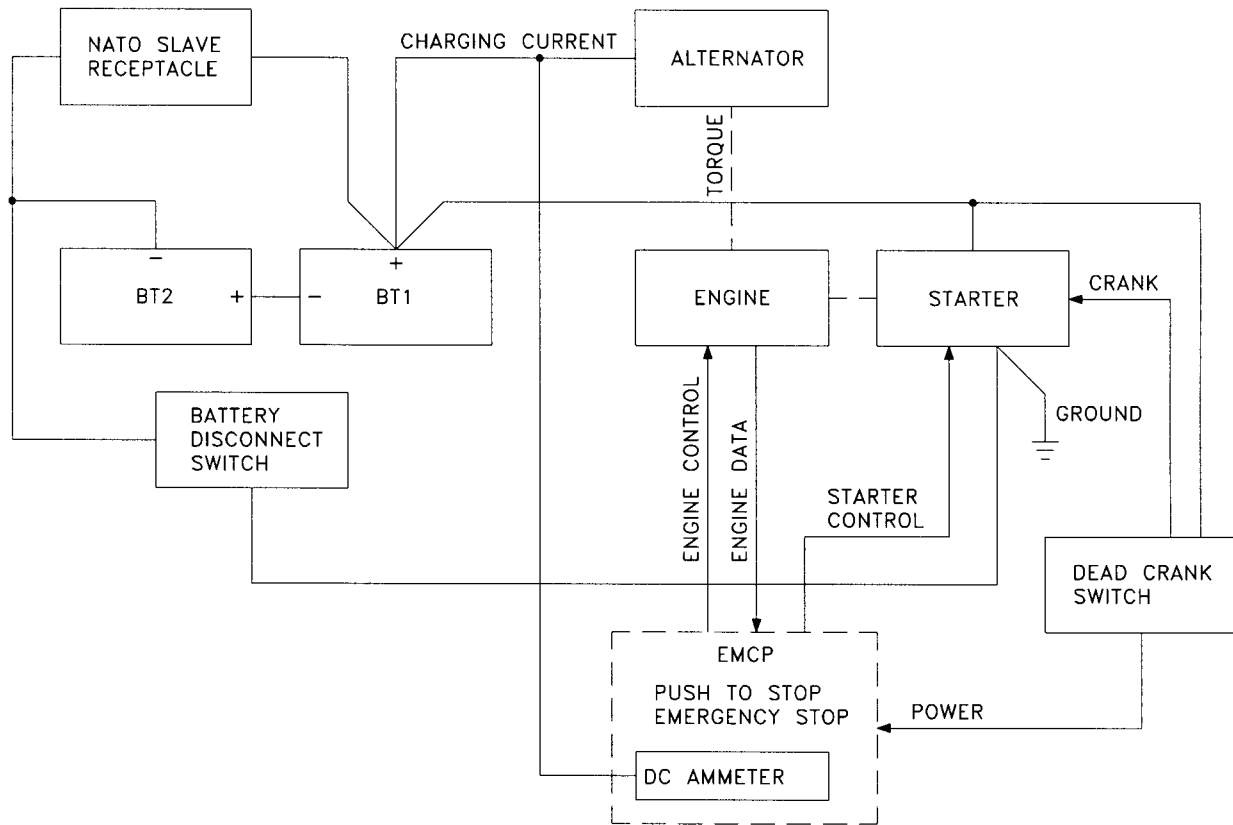 NATO SLAVE
RECEPTACLE
CHARGING CURRENT
ALTERNATOR
TORQUE
-
BT2
+
-
+
BT1
ENGINE
STARTER
CRANK
BATTERY
DISCONNECT
SWITCH
ENGINE CONTROL
ENGINE DATA
GROUND
STARTER
CONTROL
DEAD CRANK
SWITCH
EMCP
PUSH TO STOP
EMERGENCY STOP
POWER
DC AMMETER